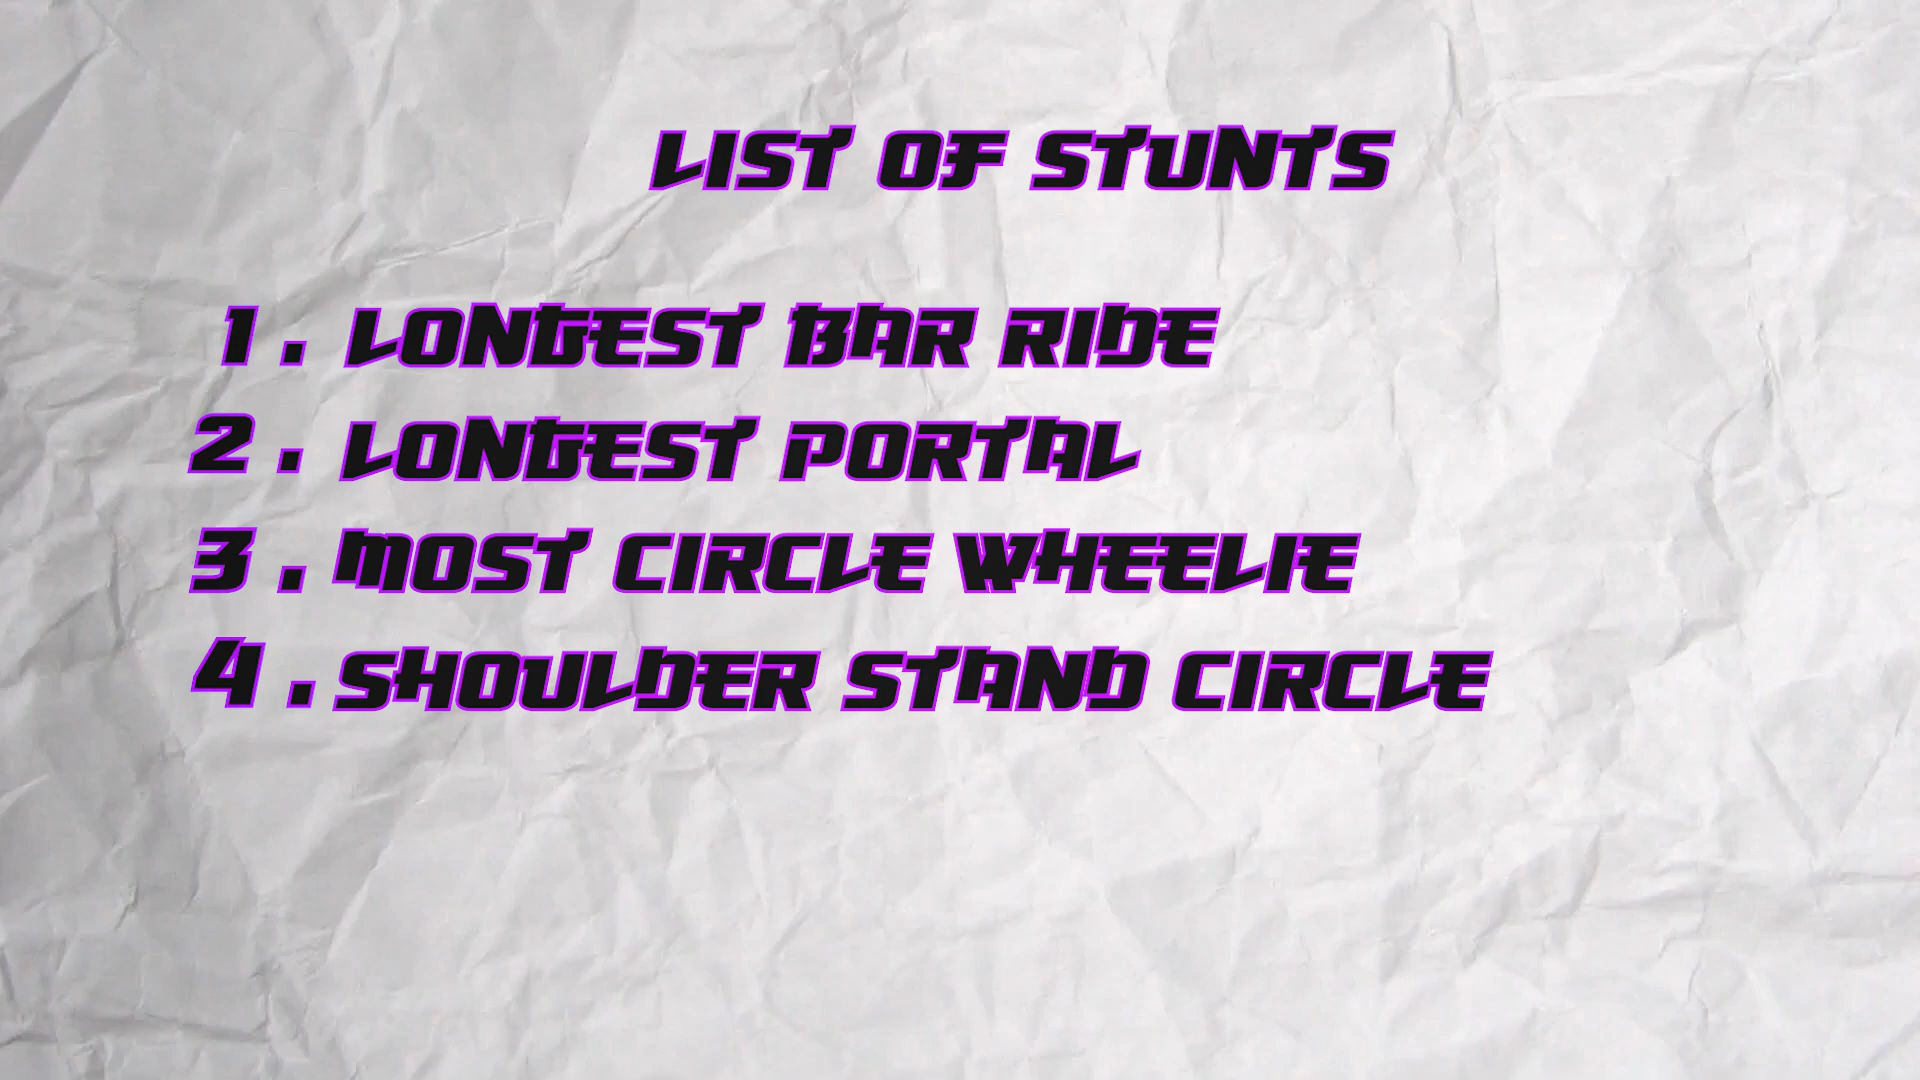 LIST OF STUNTS
1. LONGEST BAR RIDE
2. LONGEST PORTAL
3. MOST CIRCLE WHEELIE
4. SHOULDER STAND CIRCLE